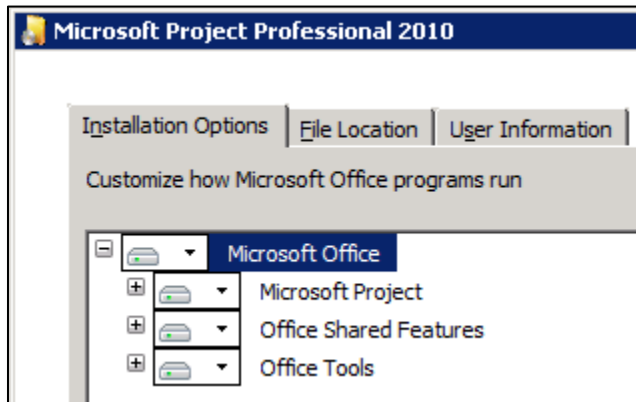 Microsoft Project Professional 2010
Installation Options File Location User Information
Customize how Microsoft Office programs run
Microsoft Office
Microsoft Project
Office Shared Features
Office Tools